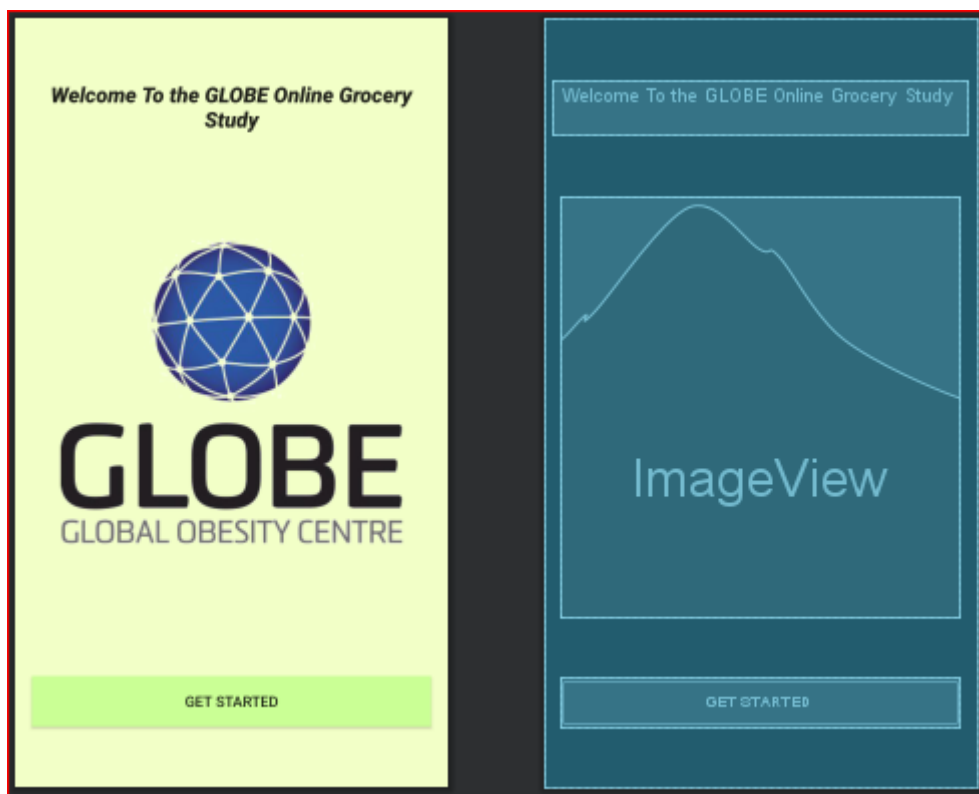 Welcome To the GLOBE Online Grocery
Study
GLOBE
GLOBAL OBESITY CENTRE
GET STARTED
Welcome To the GLOBE Online Grocery Study
ImageView
GET STARTED